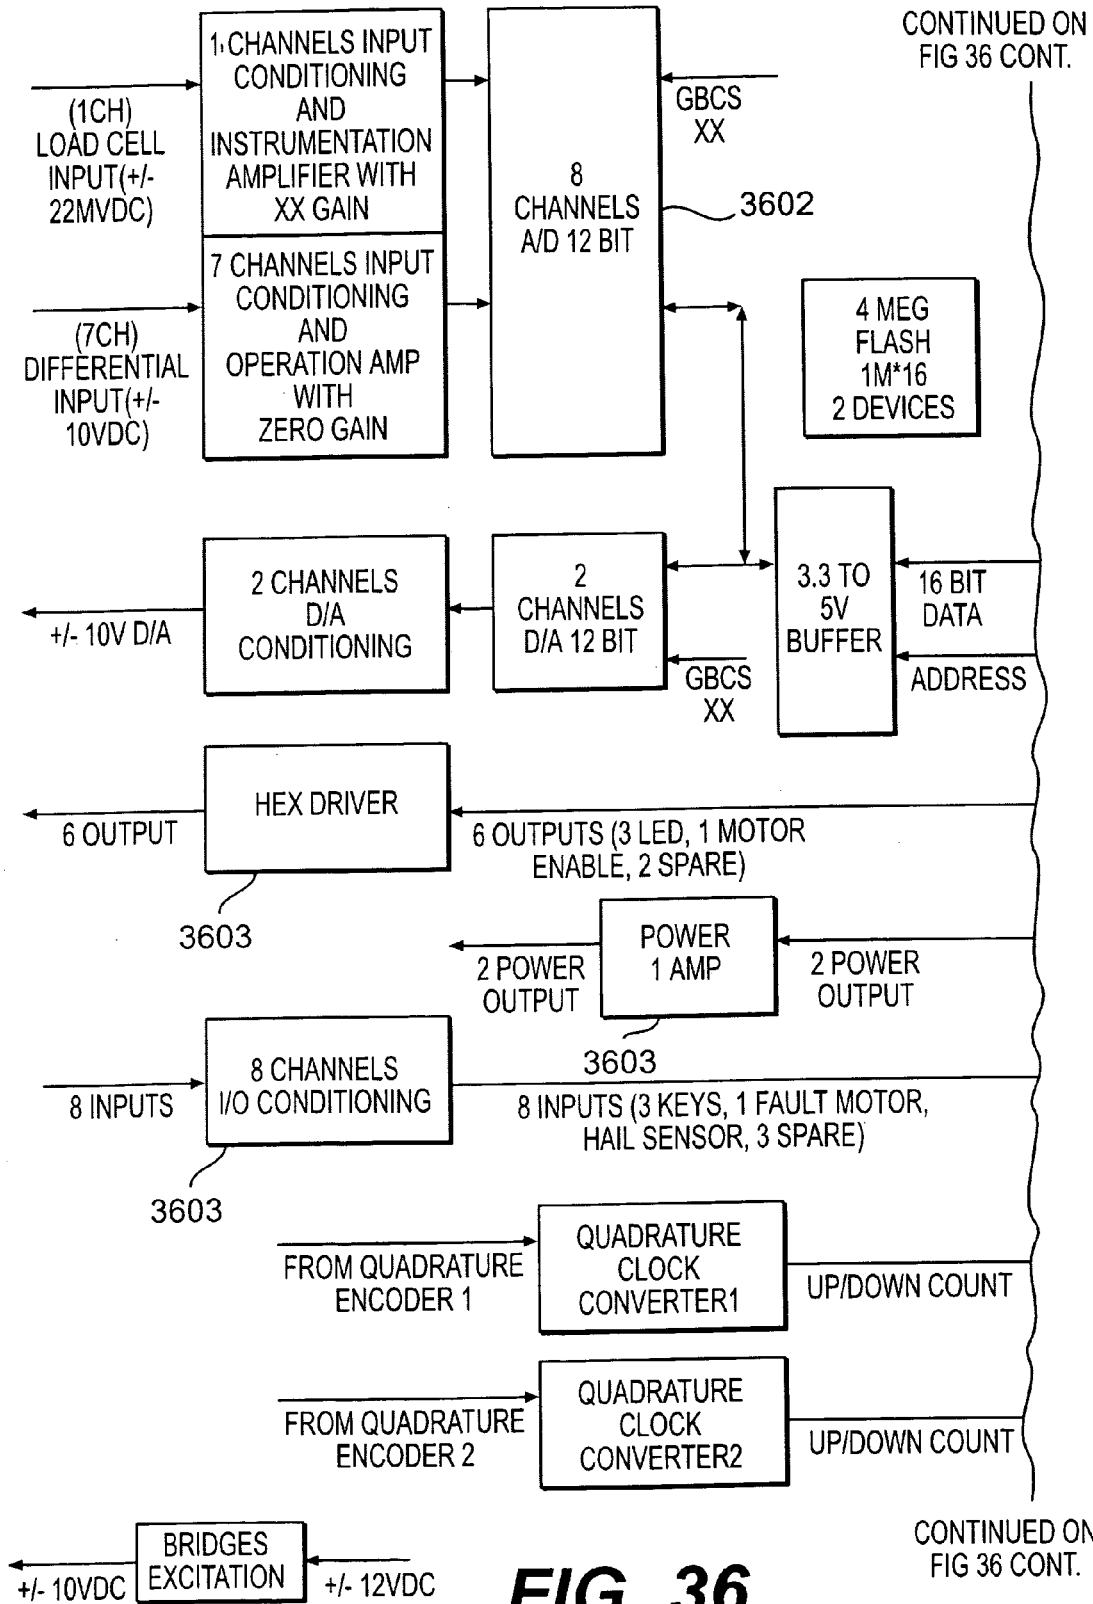 CONTINUED ON
FIG 36 CONT.
1 CHANNELS INPUT
CONDITIONING
AND
INSTRUMENTATION
AMPLIFIER WITH
XX GAIN
(1CH)
LOAD CELL
INPUT(+/-
22MVDC)
GBCS
XX
8
CHANNELS
A/D 12 BIT
3602
7 CHANNELS INPUT
CONDITIONING
AND
OPERATION AMP
WITH
ZERO GAIN
(7CH)
DIFFERENTIAL
INPUT(+/-
10VDC)
4 MEG
FLASH
1M*16
2 DEVICES
2 CHANNELS
D/A
CONDITIONING
+/- 10V D/A
2
CHANNELS
D/A 12 BIT
GBCS
XX
3.3 TO
5V
BUFFER
16 BIT
DATA
ADDRESS
HEX DRIVER
6 OUTPUT
6 OUTPUTS (3 LED, 1 MOTOR
ENABLE, 2 SPARE)
3603
POWER
1 AMP
2 POWER
OUTPUT
2 POWER
OUTPUT
3603
8 CHANNELS
I/O CONDITIONING
8 INPUTS
8 INPUTS (3 KEYS, 1 FAULT MOTOR,
HAIL SENSOR, 3 SPARE)
3603
FROM QUADRATURE
ENCODER 1
QUADRATURE
CLOCK
CONVERTER1
UP/DOWN COUNT
FROM QUADRATURE
ENCODER 2
QUADRATURE
CLOCK
CONVERTER2
UP/DOWN COUNT
BRIDGES
EXCITATION
+/- 10VDC
+/- 12VDC
CONTINUED ON
FIG 36 CONT.
FIG. 36